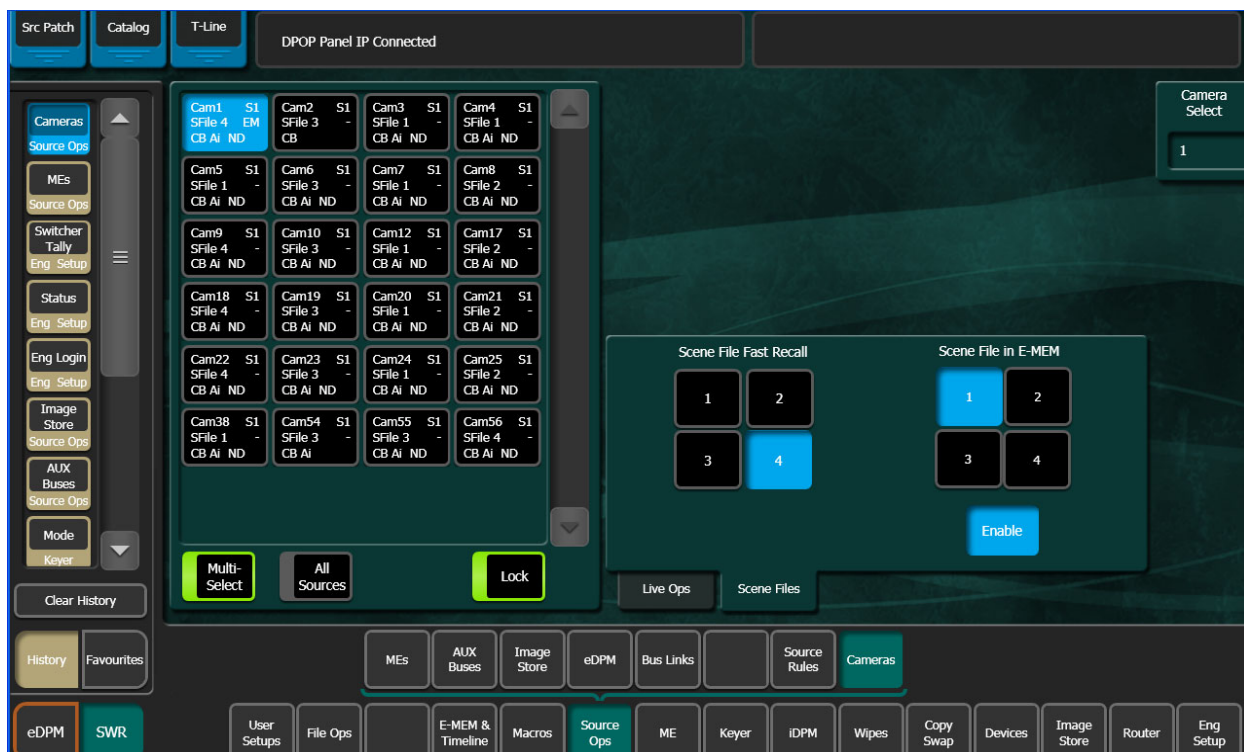 Src Patch
Catalog
T-Line
DPOP Panel IP Connected
Cameras
Source Ops
MEs
Source Ops
Switcher
Tally
Eng Setup
Status
Eng Setup
Eng Login
Eng Setup
Image
Store
Source Ops
AUX
Buses
Source Ops
Mode
Keyer
Clear History
History
Favourites
Cam1 S1
SFile 4 EM
CB Ai ND
Cam2 S1
SFile 3 -
CB
Cam3 S1
SFile 1 -
CB Ai ND
Cam4 S1
SFile 1 -
CB Ai ND
Cam5 S1
SFile 1 -
CB Ai ND
Cam6 S1
SFile 3 -
CB Ai ND
Cam7 S1
SFile 1 -
CB Ai ND
Cam8 S1
SFile 2 -
CB Ai ND
Cam9 S1
SFile 4 -
CB Ai ND
Cam10 S1
SFile 3 -
CB Ai ND
Cam12 S1
SFile 1 -
CB Ai ND
Cam17 S1
SFile 2 -
CB Ai ND
Cam18 S1
SFile 4 -
CB Ai ND
Cam19 S1
SFile 3 -
CB Ai ND
Cam20 S1
SFile 1 -
CB Ai ND
Cam21 S1
SFile 2 -
CB Ai ND
Cam22 S1
SFile 4 -
CB Ai ND
Cam23 S1
SFile 3 -
CB Ai ND
Cam24 S1
SFile 1 -
CB Ai ND
Cam25 S1
SFile 2 -
CB Ai ND
Cam38 S1
SFile 1 -
CB Ai ND
Cam54 S1
SFile 3 -
CB Ai
Cam55 S1
SFile 3 -
CB Ai ND
Cam56 S1
SFile 4 -
CB Ai ND
Multi-
Select
All
Sources
Lock
Camera
Select
1
Scene File Fast Recall
1 2
3 4
Scene File in E-MEM
1 2
3 4
Enable
Live Ops
Scene Files
MEs
AUX
Buses
Image
Store
eDPM
Bus Links
Source
Rules
Cameras
eDPM
SWR
User
Setups
File Ops
E-MEM &
Timeline
Macros
Source
Ops
ME
Keyer
iDPM
Wipes
Copy
Swap
Devices
Image
Store
Router
Eng
Setup